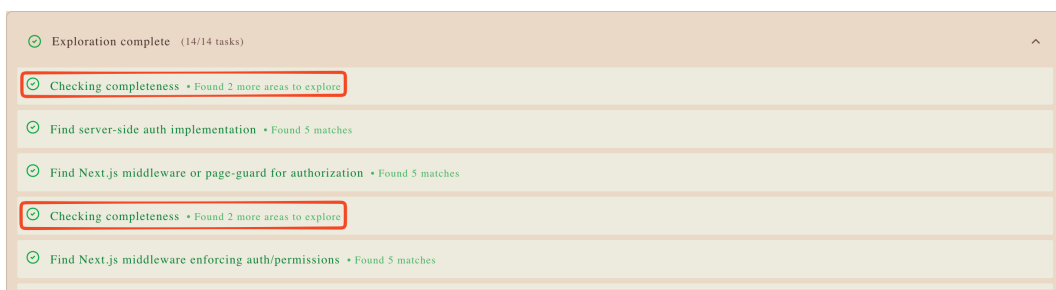 Exploration complete (14/14 tasks)
Checking completeness • Found 2 more areas to explore
Find server-side auth implementation • Found 5 matches
Find Next.js middleware or page-guard for authorization • Found 5 matches
Checking completeness • Found 2 more areas to explore
Find Next.js middleware enforcing auth/permissions • Found 5 matches